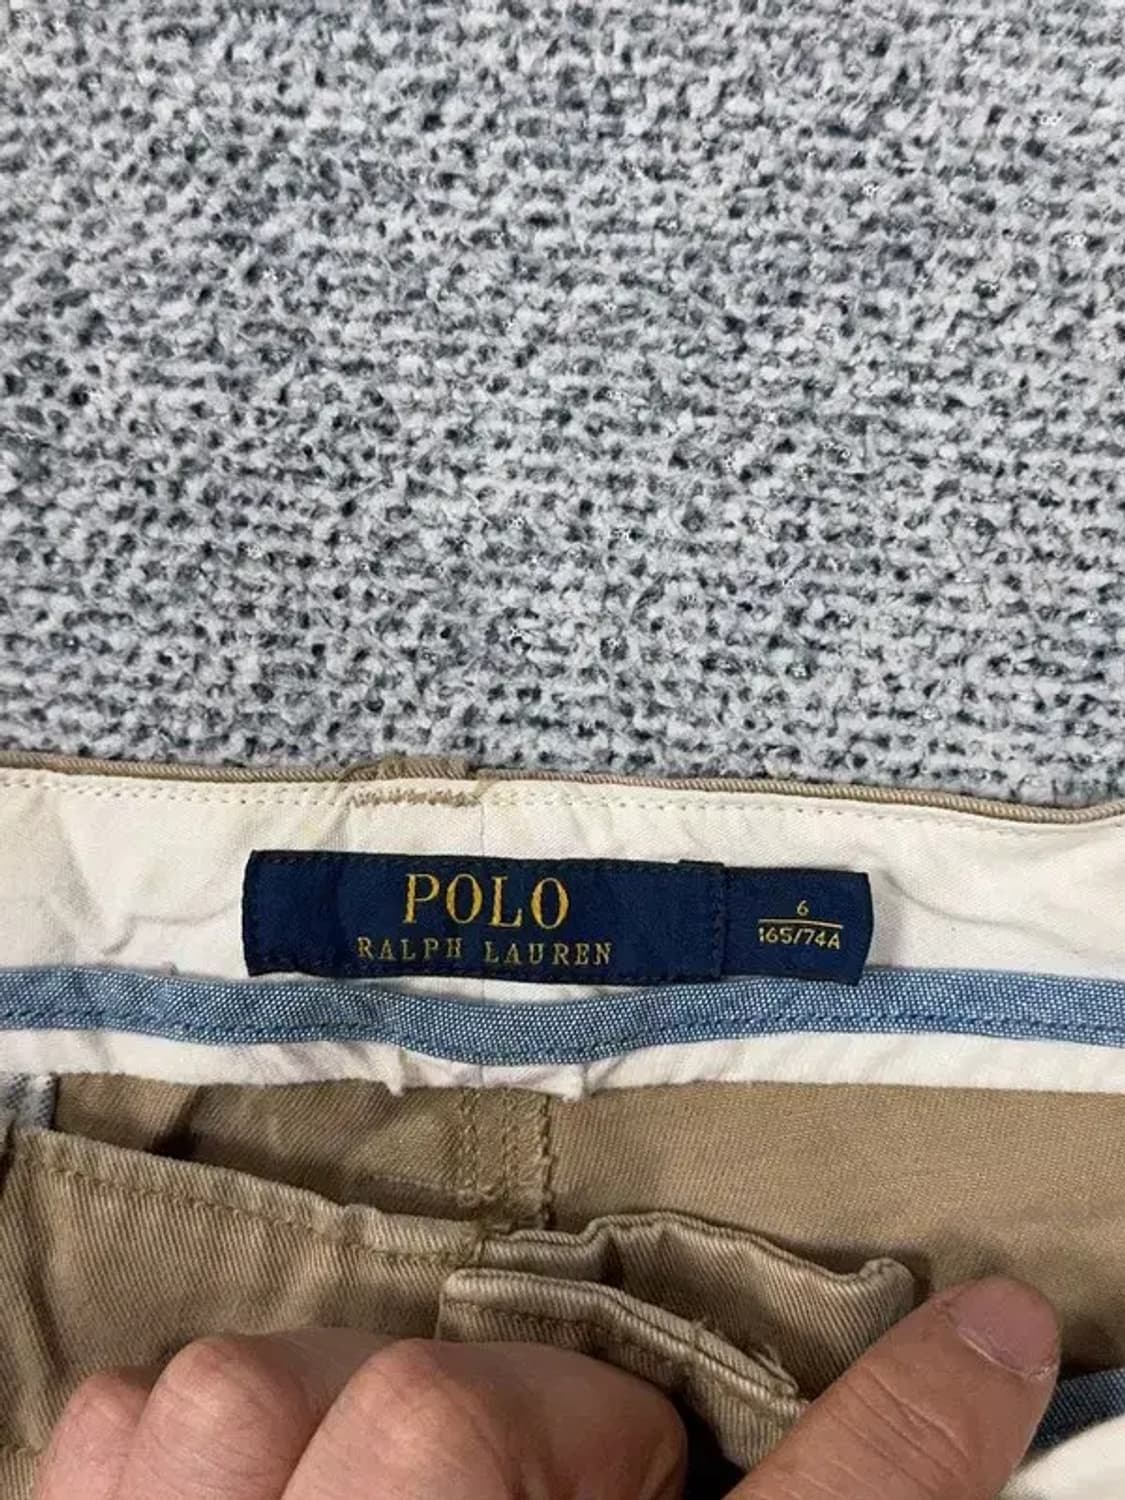 POLO
RALPH LAUREN
6
165/74A